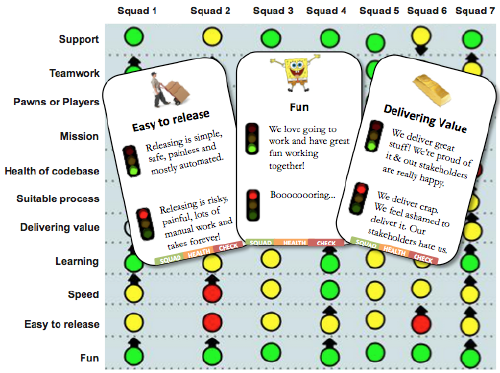 Squad 1 Squad 2 Squad 3 Squad 4 Squad 5 Squad 6 Squad 7
Support
Teamwork
Pawns or Players
Mission
Health of codebase
Suitable process
Delivering value
Learning
Speed
Easy to release
Fun
Easy to release
Releasing is simple,
safe, painless and
mostly automated.
Releasing is risky,
painful, lots of
manual work and
takes forever!
SQUAD HEALTH CHECK
Fun
We love going to
work and have great
fun working
together!
Boooooooring...
SQUAD HEALTH CHECK
Delivering Value
We deliver great
stuff! We're proud of
it & our stakeholders
are really happy.
We deliver crap.
We feel ashamed to
deliver it. Our
stakeholders hate us.
SQUAD HEALTH CHECK